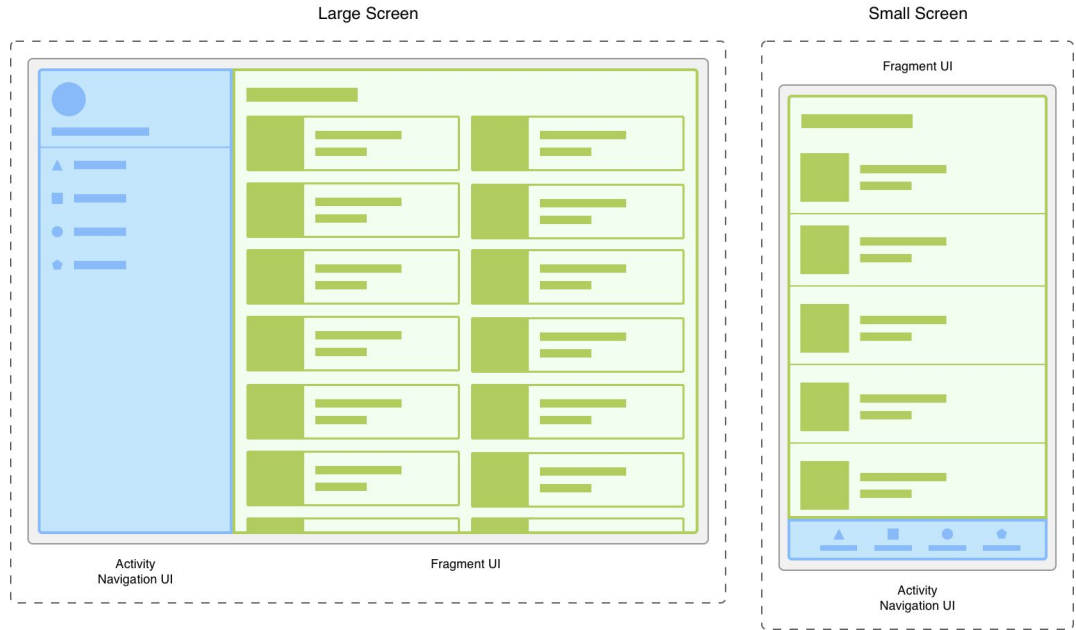 Large Screen
Small Screen
Fragment UI
Activity
Navigation UI
Fragment UI
Activity
Navigation UI